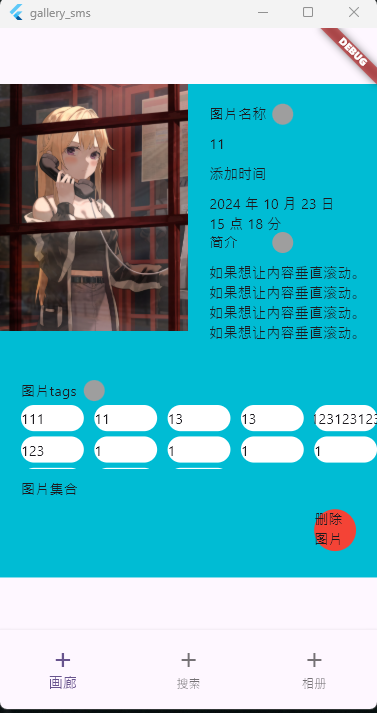 gallery_sms
DEBUG
图片名称
11
添加时间
2024 年 10 月 23 日
15 点 18 分
简介
如果想让内容垂直滚动。
如果想让内容垂直滚动。
如果想让内容垂直滚动。
如果想让内容垂直滚动。
图片tags
111 11 13 13 123123123
123 1 1 1 1
图片集合
删除
图片
画廊 搜索 相册